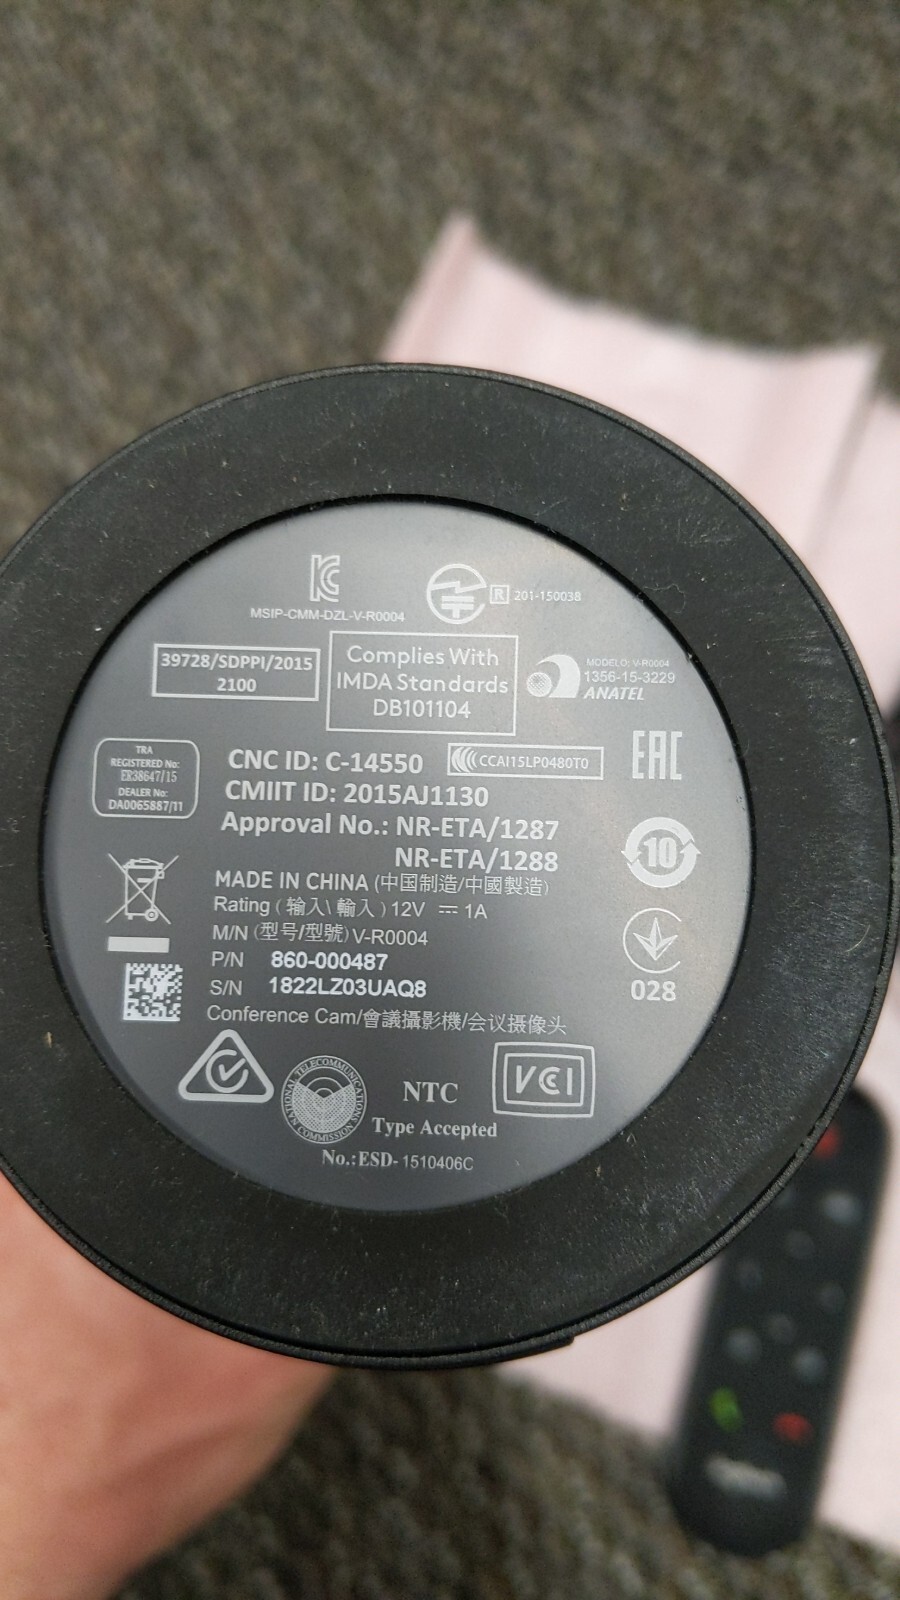 MSIP-CMM-DZL-V-R0004
R 201-150038
39728/SDPPI/2015
2100
Complies With
IMDA Standards
DB101104
MODELO: V-R0004
1356-15-3229
ANATEL
TRA
REGISTERED No:
ER38647/15
DEALER No:
DA0065887/11
CNC ID: C-14550
CCAI15LP0480T0
EAC
CMIIT ID: 2015AJ1130
Approval No.: NR-ETA/1287
NR-ETA/1288
10
MADE IN CHINA (中国制造/中國製造)
Rating ( 输入\ 輸入 ) 12V ⎓ 1A
M/N (型号/型號) V-R0004
P/N 860-000487
S/N 1822LZ03UAQ8
028
Conference Cam/會議攝影機/会议摄像头
NATIONAL TELECOMMUNICATIONS COMMISSION
NTC
Type Accepted
VCI
No.:ESD- 1510406C